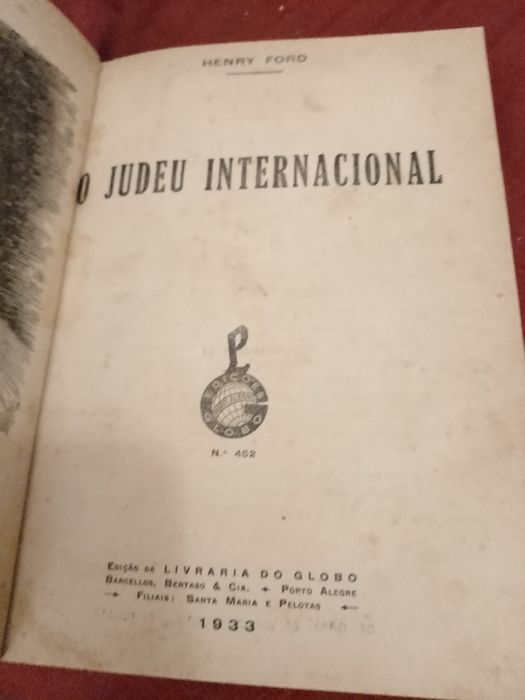 HENRY FORD
O JUDEU INTERNACIONAL
EDIÇÕES
GLOBO
N.º 452
EDIÇÃO DA LIVRARIA DO GLOBO
BARCELLOS, BERTASO & CIA. PORTO ALEGRE
FILIAIS: SANTA MARIA E PELOTAS
1933